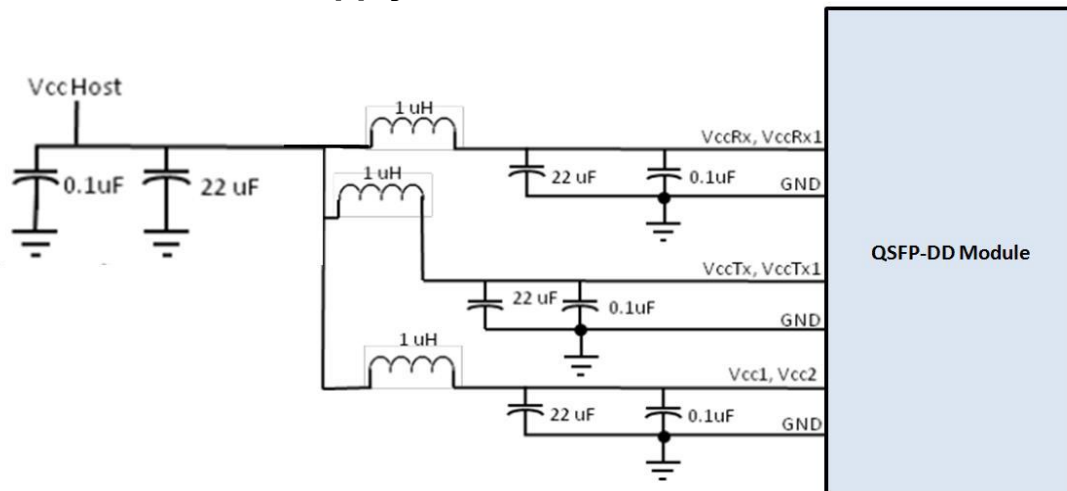 VccHost
0.1uF
22 uF
1 uH
VccRx, VccRx1
22 uF
0.1uF
GND
1 uH
VccTx, VccTx1
22 uF
0.1uF
GND
1 uH
Vcc1, Vcc2
22 uF
0.1uF
GND
QSFP-DD Module